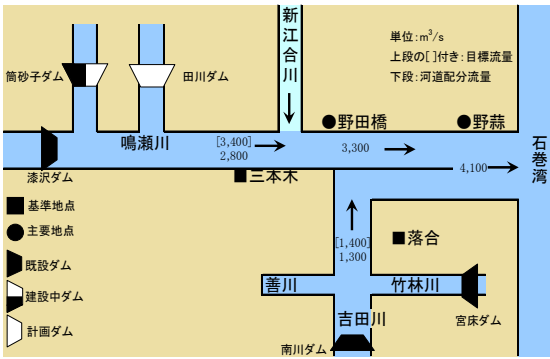 新江合川
単位:m³/s
上段の[ ]付き:目標流量
下段:河道配分流量
筒砂子ダム
田川ダム
野田橋
野蒜
鳴瀬川
[3,400]
2,800
3,300
4,100
石巻湾
漆沢ダム
三本木
基準地点
主要地点
既設ダム
建設中ダム
計画ダム
[1,400]
1,300
落合
善川
竹林川
吉田川
宮床ダム
南川ダム